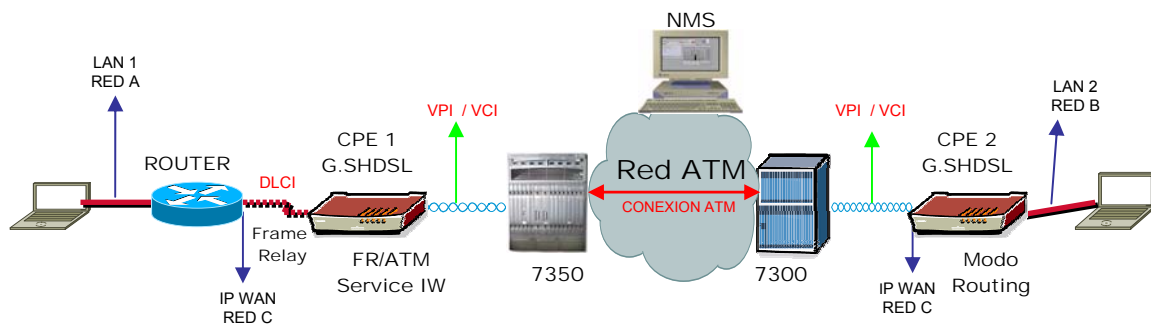 NMS
LAN 1
RED A
LAN 2
RED B
VPI / VCI
VPI / VCI
CPE 1
G.SHDSL
CPE 2
G.SHDSL
ROUTER
Red ATM
DLCI
CONEXION ATM
Frame
Relay
FR/ATM
Service IW
7350
7300
Modo
Routing
IP WAN
RED C
IP WAN
RED C